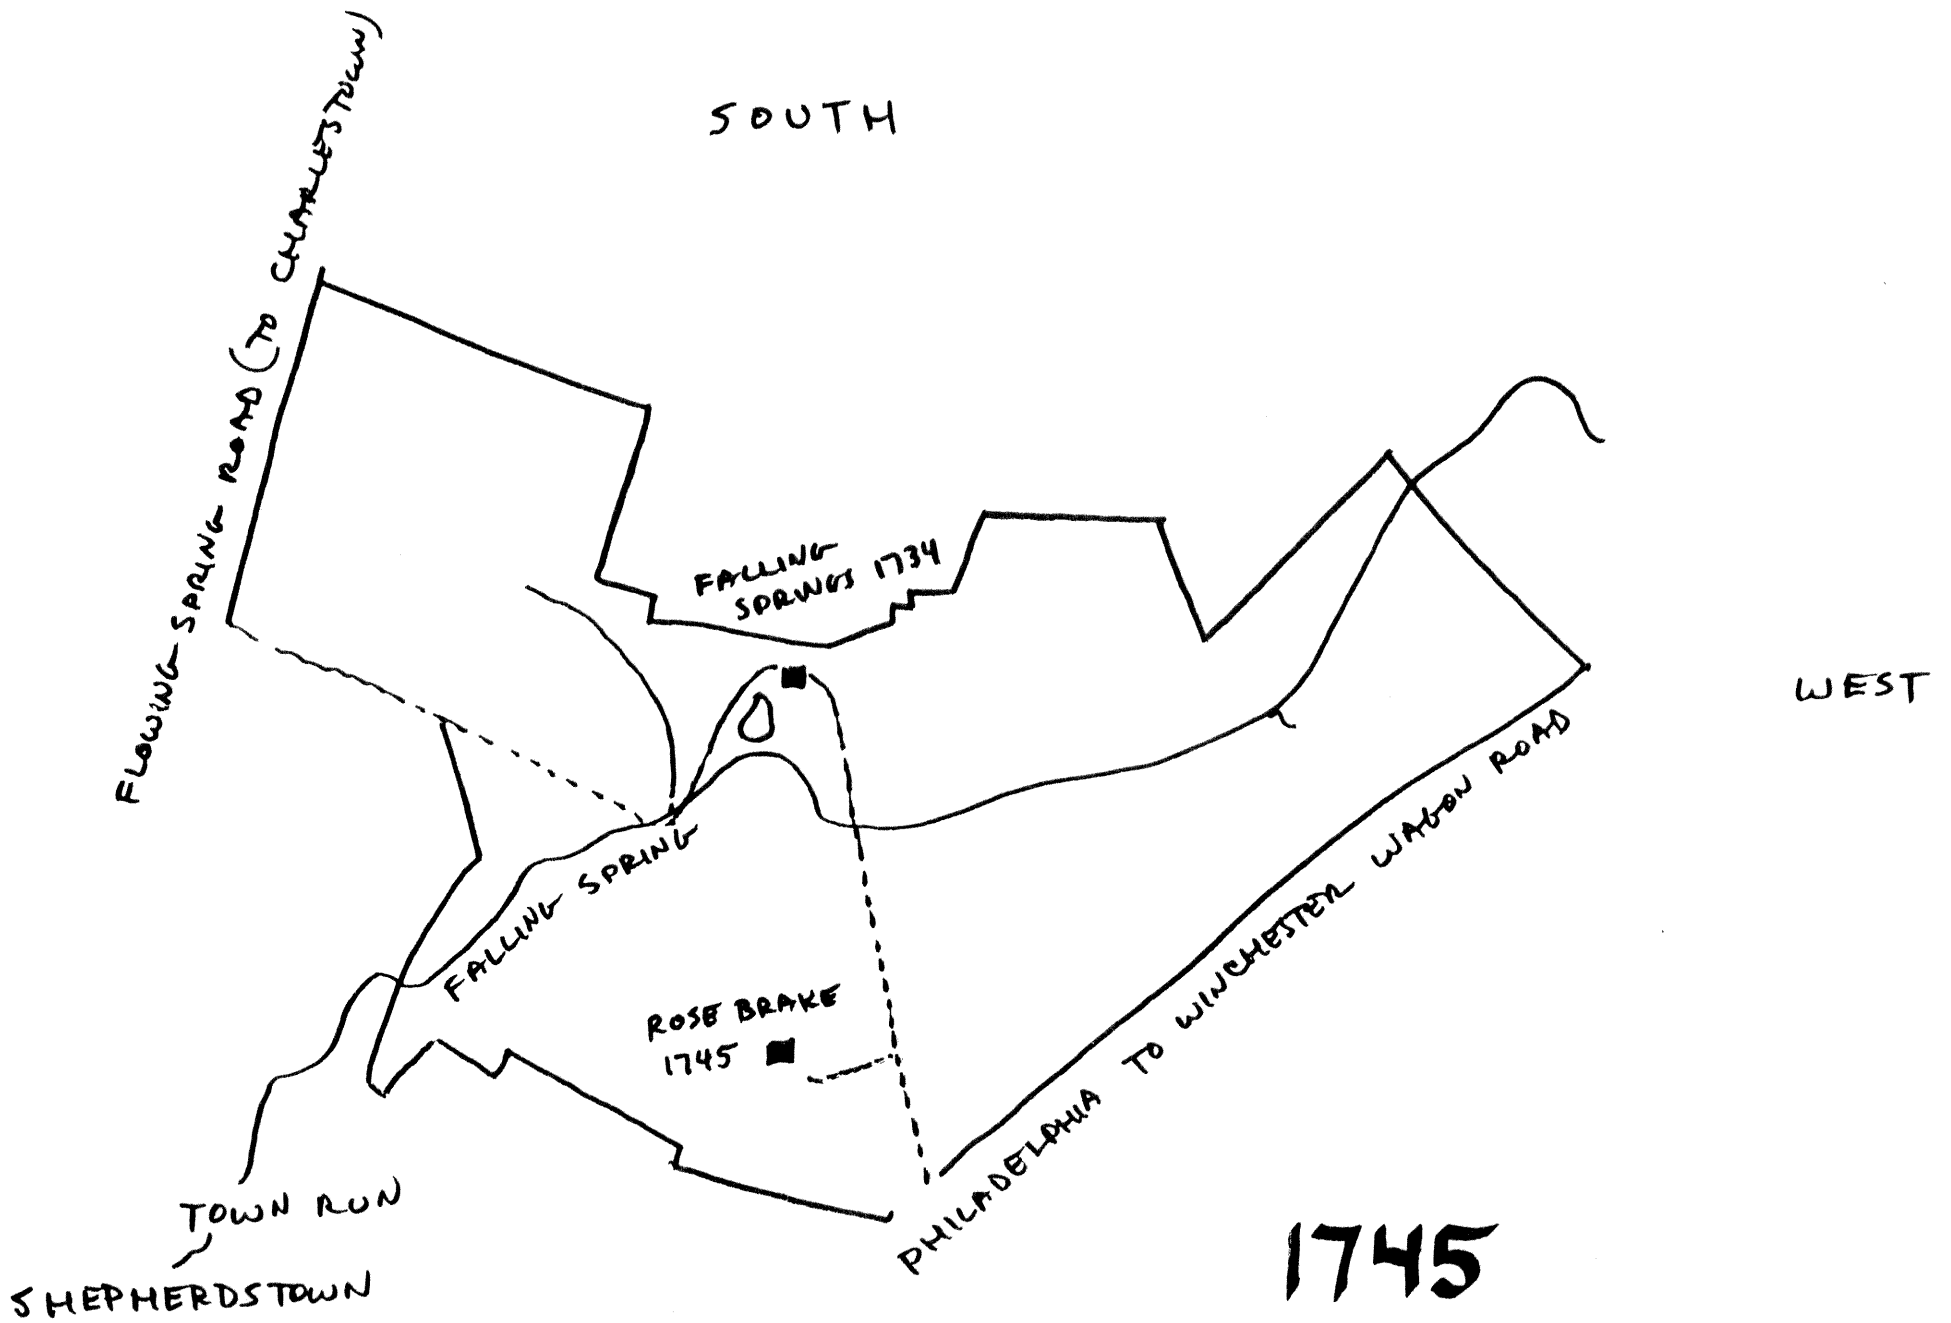 SOUTH
FLOWING SPRING ROAD (TO CHARLESTOWN)
FALLING
SPRINGS 1734
WEST
FALLING SPRING
ROSE BRAKE
1745
PHILADELPHIA TO WINCHESTER WAGON ROAD
TOWN RUN
SHEPHERDSTOWN
1745